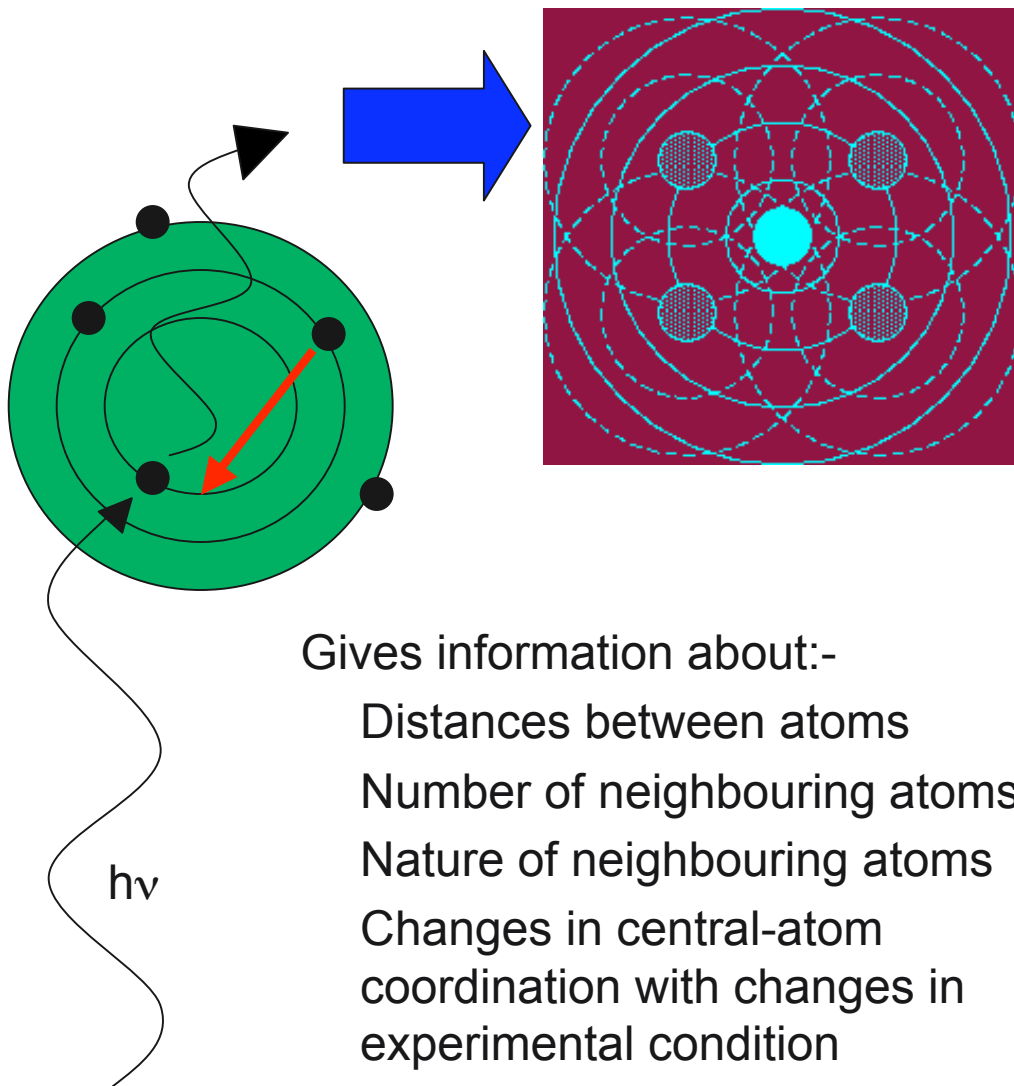 Gives information about:-
Distances between atoms
Number of neighbouring atoms
Nature of neighbouring atoms
hν
Changes in central-atom
coordination with changes in
experimental condition